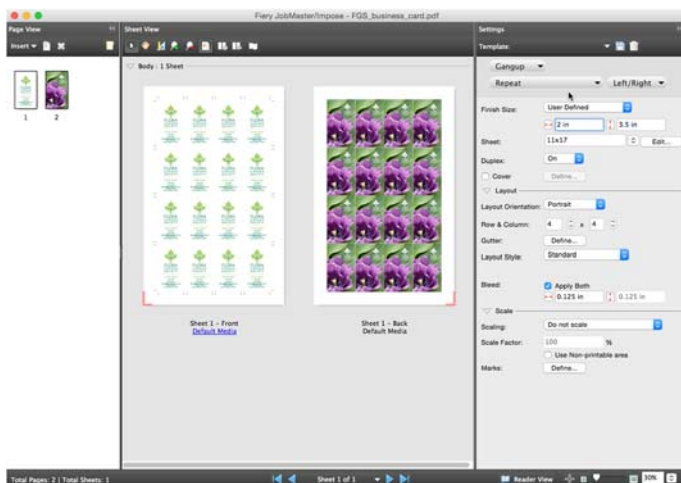 Fiery JobMaster/Impose - FGS_business_card.pdf
Page View
Insert
1
2
Sheet View
Body : 1 Sheet
Sheet 1 - Front
Default Media
Sheet 1 - Back
Default Media
Settings
Template:
Gangup
Repeat
Left/Right
Finish Size:
User Defined
2 in
3.5 in
Sheet:
11x17
Edit...
Duplex:
On
Cover
Define...
Layout
Layout Orientation:
Portrait
Row & Column:
4 x 4
Gutter:
Define...
Layout Style:
Standard
Bleed:
Apply Both
0.125 in
0.125 in
Scale
Scaling:
Do not scale
Scale Factor:
100 %
Use Non-printable area
Marks:
Define...
Total Pages: 2 | Total Sheets: 1
Sheet 1 of 1
Reader View
30%